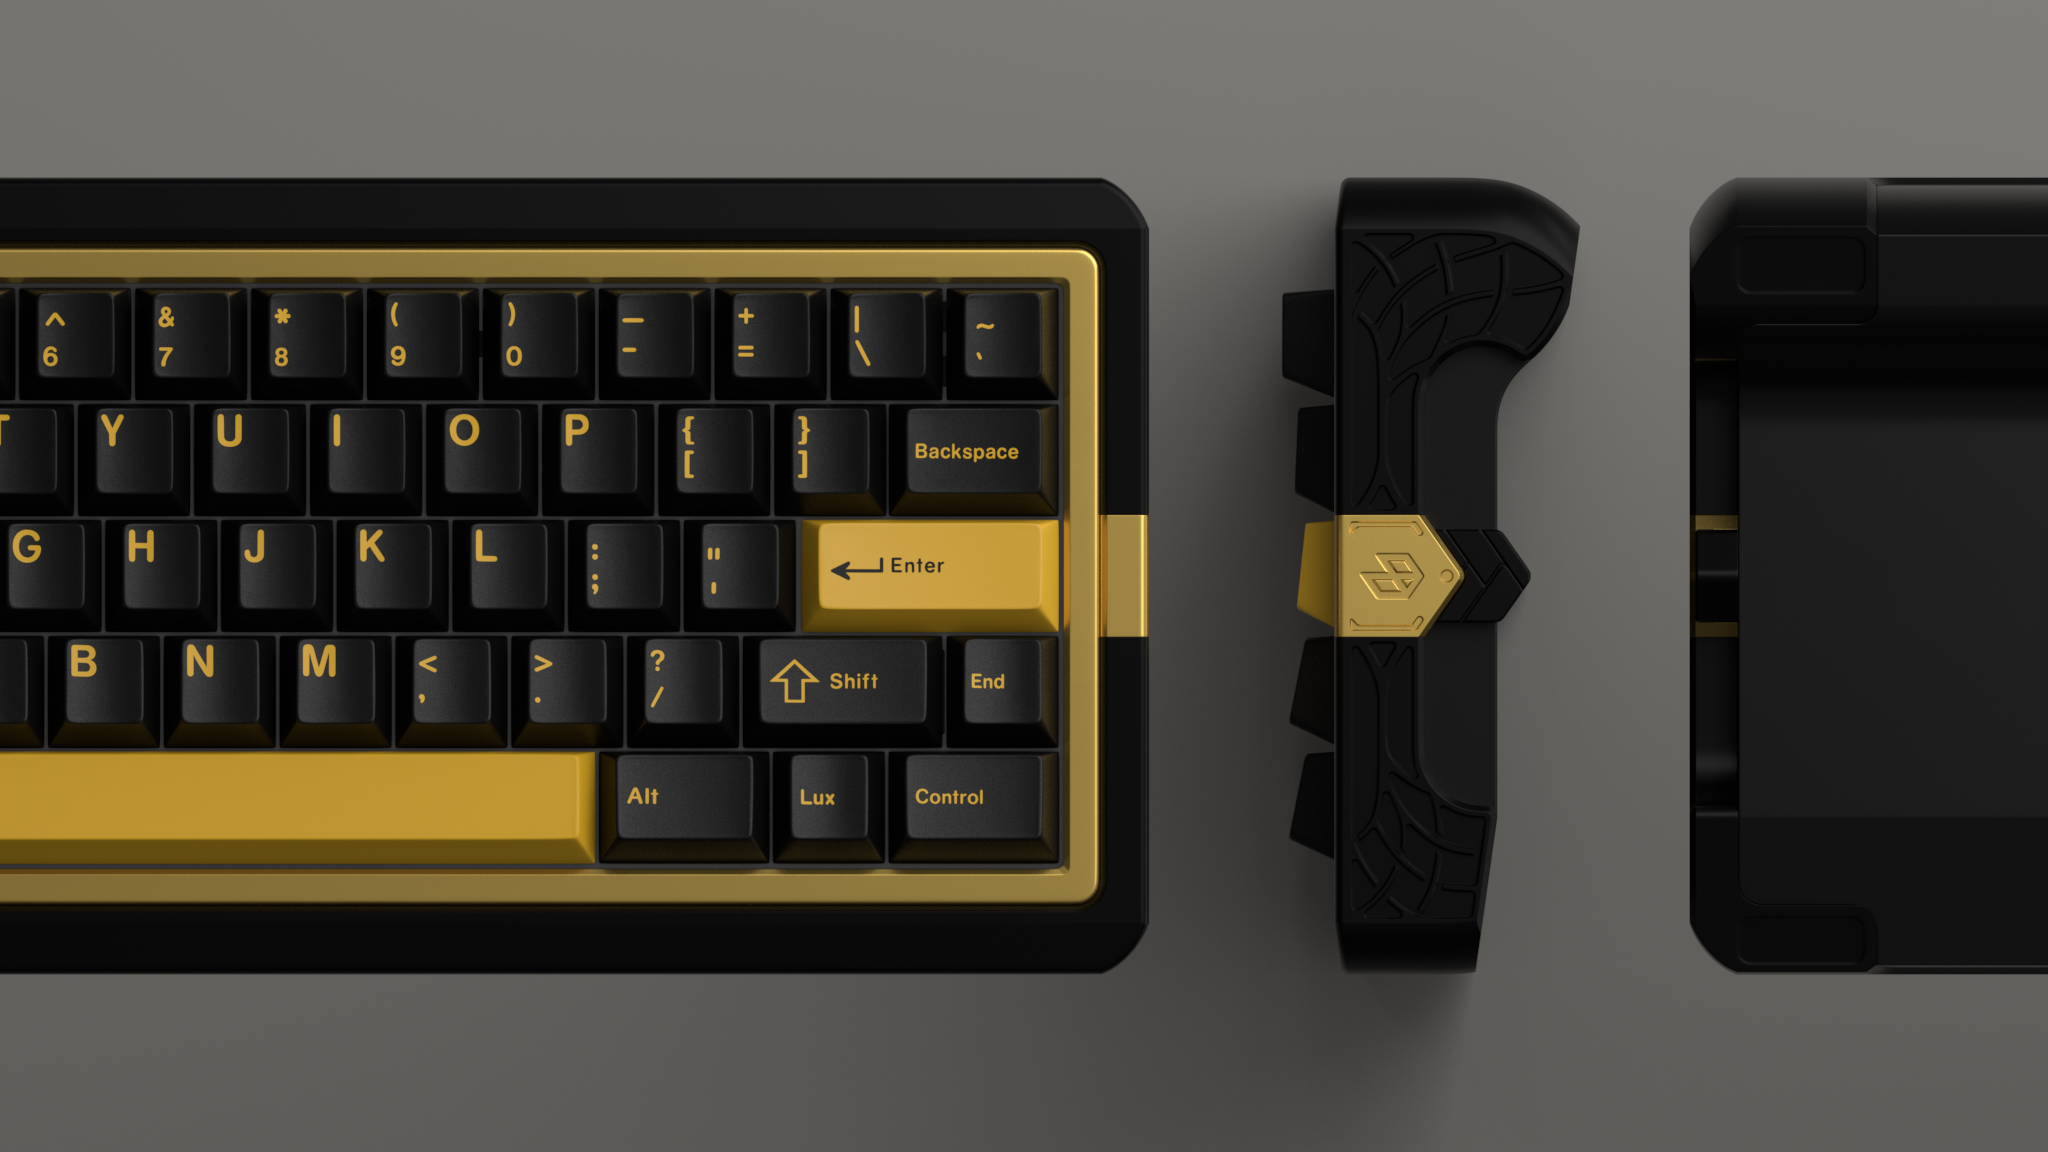 ^ & * ( ) _ + | ~
6 7 8 9 0 - = \ `
T Y U I O P { }
[ ] Backspace
G H J K L : "
; ' Enter
B N M < > ? Shift End
, . /
Alt Lux Control